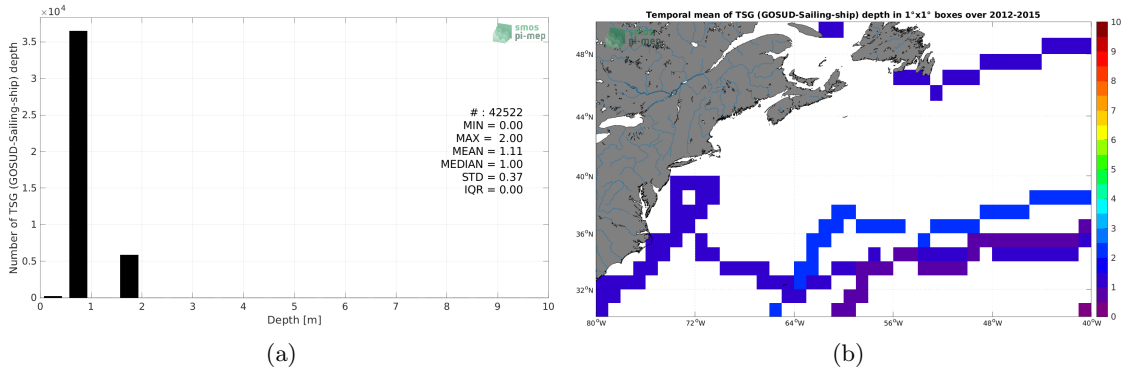 ×10⁴
3.5
3
2.5
2
1.5
1
0.5
0
Number of TSG (GOSUD-Sailing-ship) depth
0 1 2 3 4 5 6 7 8 9 10
Depth [m]
smos
pi-mep
# : 42522
MIN = 0.00
MAX = 2.00
MEAN = 1.11
MEDIAN = 1.00
STD = 0.37
IQR = 0.00
(a)
Temporal mean of TSG (GOSUD-Sailing-ship) depth in 1°x1° boxes over 2012-2015
pi-mep
48°N
44°N
40°N
36°N
32°N
80°W 72°W 64°W 56°W 48°W 40°W
10
9
8
7
6
5
4
3
2
1
0
(b)